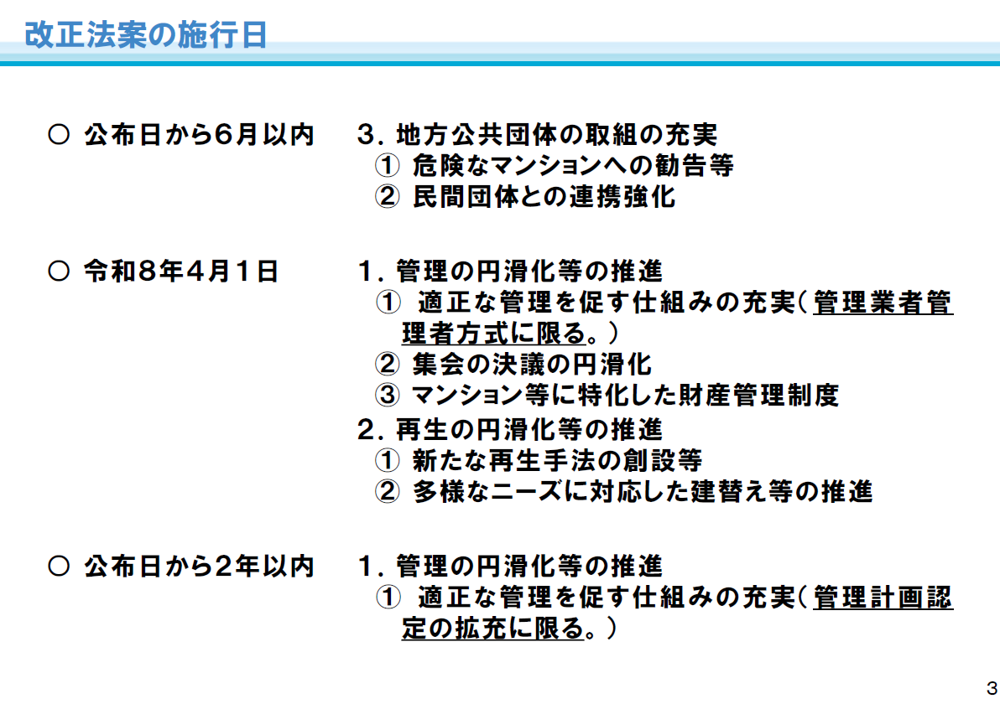 改正法案の施行日
○ 公布日から6月以内
3．地方公共団体の取組の充実
① 危険なマンションへの勧告等
② 民間団体との連携強化
○ 令和8年4月1日
1．管理の円滑化等の推進
① 適正な管理を促す仕組みの充実（管理業者管
理者方式に限る。）
② 集会の決議の円滑化
③ マンション等に特化した財産管理制度
2．再生の円滑化等の推進
① 新たな再生手法の創設等
② 多様なニーズに対応した建替え等の推進
○ 公布日から2年以内
1．管理の円滑化等の推進
① 適正な管理を促す仕組みの充実（管理計画認
定の拡充に限る。）
3